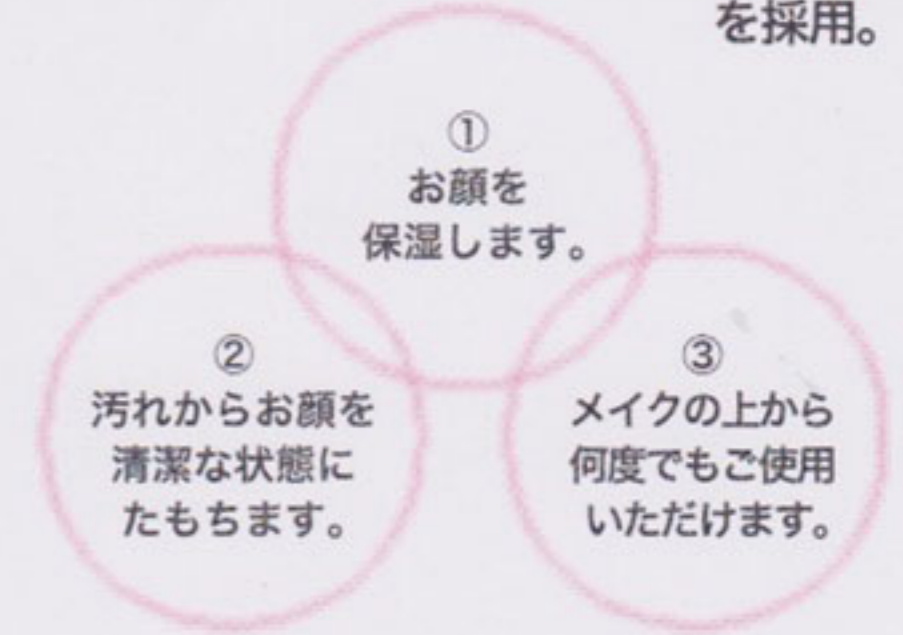 を採用。
①
お顔を
保湿します。
②
汚れからお顔を
清潔な状態に
たもちます。
③
メイクの上から
何度でもご使用
いただけます。